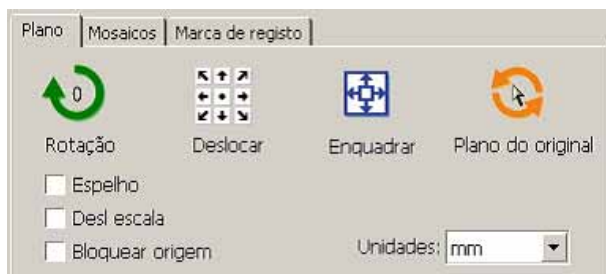 Plano Mosaicos Marca de registo
0
Rotação Deslocar Enquadrar Plano do original
Espelho
Desl escala
Bloquear origem Unidades: mm